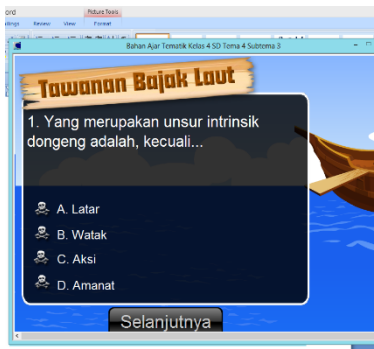 ord
Picture Tools
ilings Review View Format
Bahan Ajar Tematik Kelas 4 SD Tema 4 Subtema 3
Tawanan Bajak Laut
1. Yang merupakan unsur intrinsik
dongeng adalah, kecuali...
A. Latar
B. Watak
C. Aksi
D. Amanat
Selanjutnya